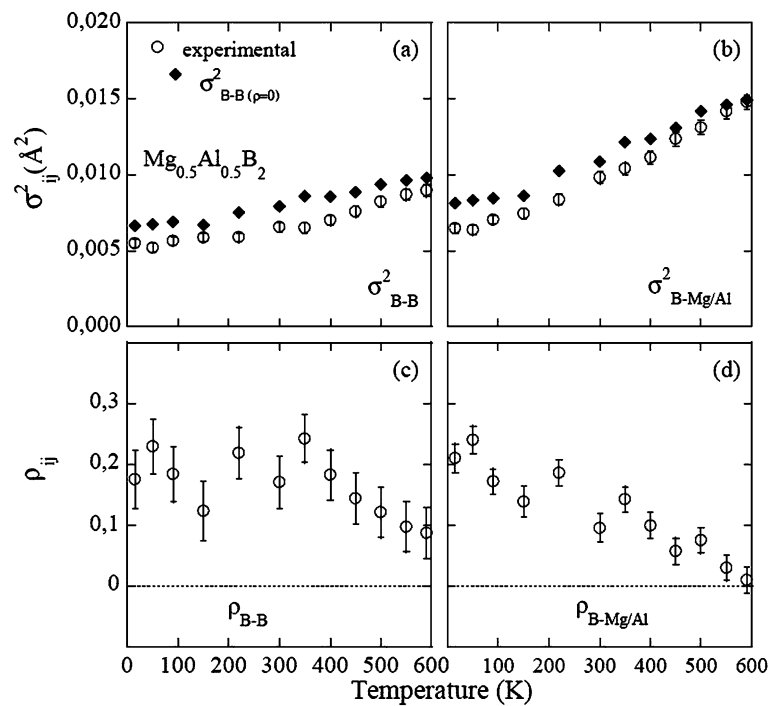 0,020
(a)
(b)
experimental
σ²B-B (ρ=0)
0,015
σ²ij(Å²)
Mg0.5Al0.5B2
0,010
0,005
σ²B-B
σ²B-Mg/Al
0,000
(c)
(d)
0,3
ρij
0,2
0,1
0
ρB-B
ρB-Mg/Al
0 100 200 300 400 500 600 100 200 300 400 500 600
Temperature (K)